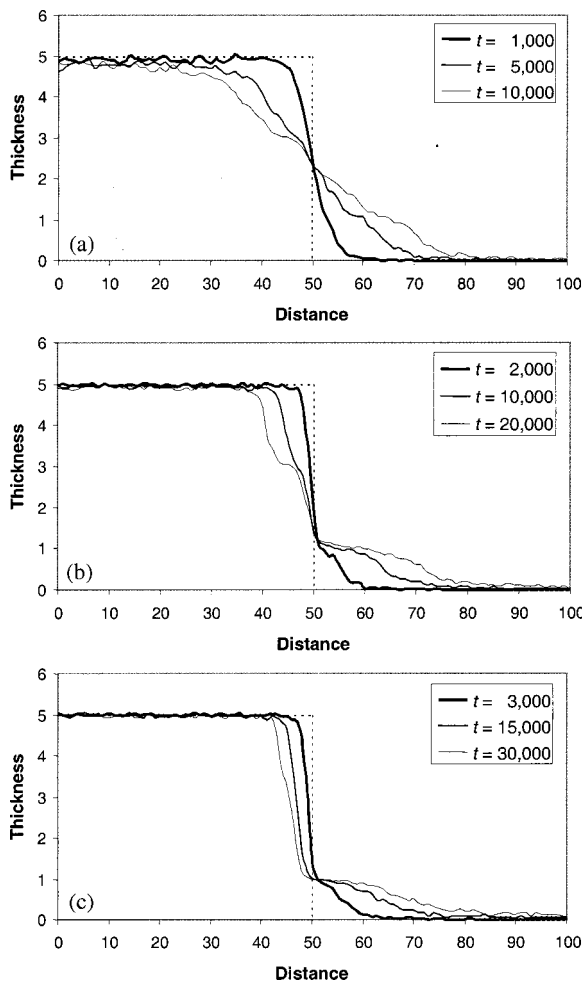 6
5
4
3
2
1
0
Thickness
t = 1,000
t = 5,000
t = 10,000
(a)
0 10 20 30 40 50 60 70 80 90 100
Distance
6
5
4
3
2
1
0
Thickness
t = 2,000
t = 10,000
t = 20,000
(b)
0 10 20 30 40 50 60 70 80 90 100
Distance
6
5
4
3
2
1
0
Thickness
t = 3,000
t = 15,000
t = 30,000
(c)
0 10 20 30 40 50 60 70 80 90 100
Distance